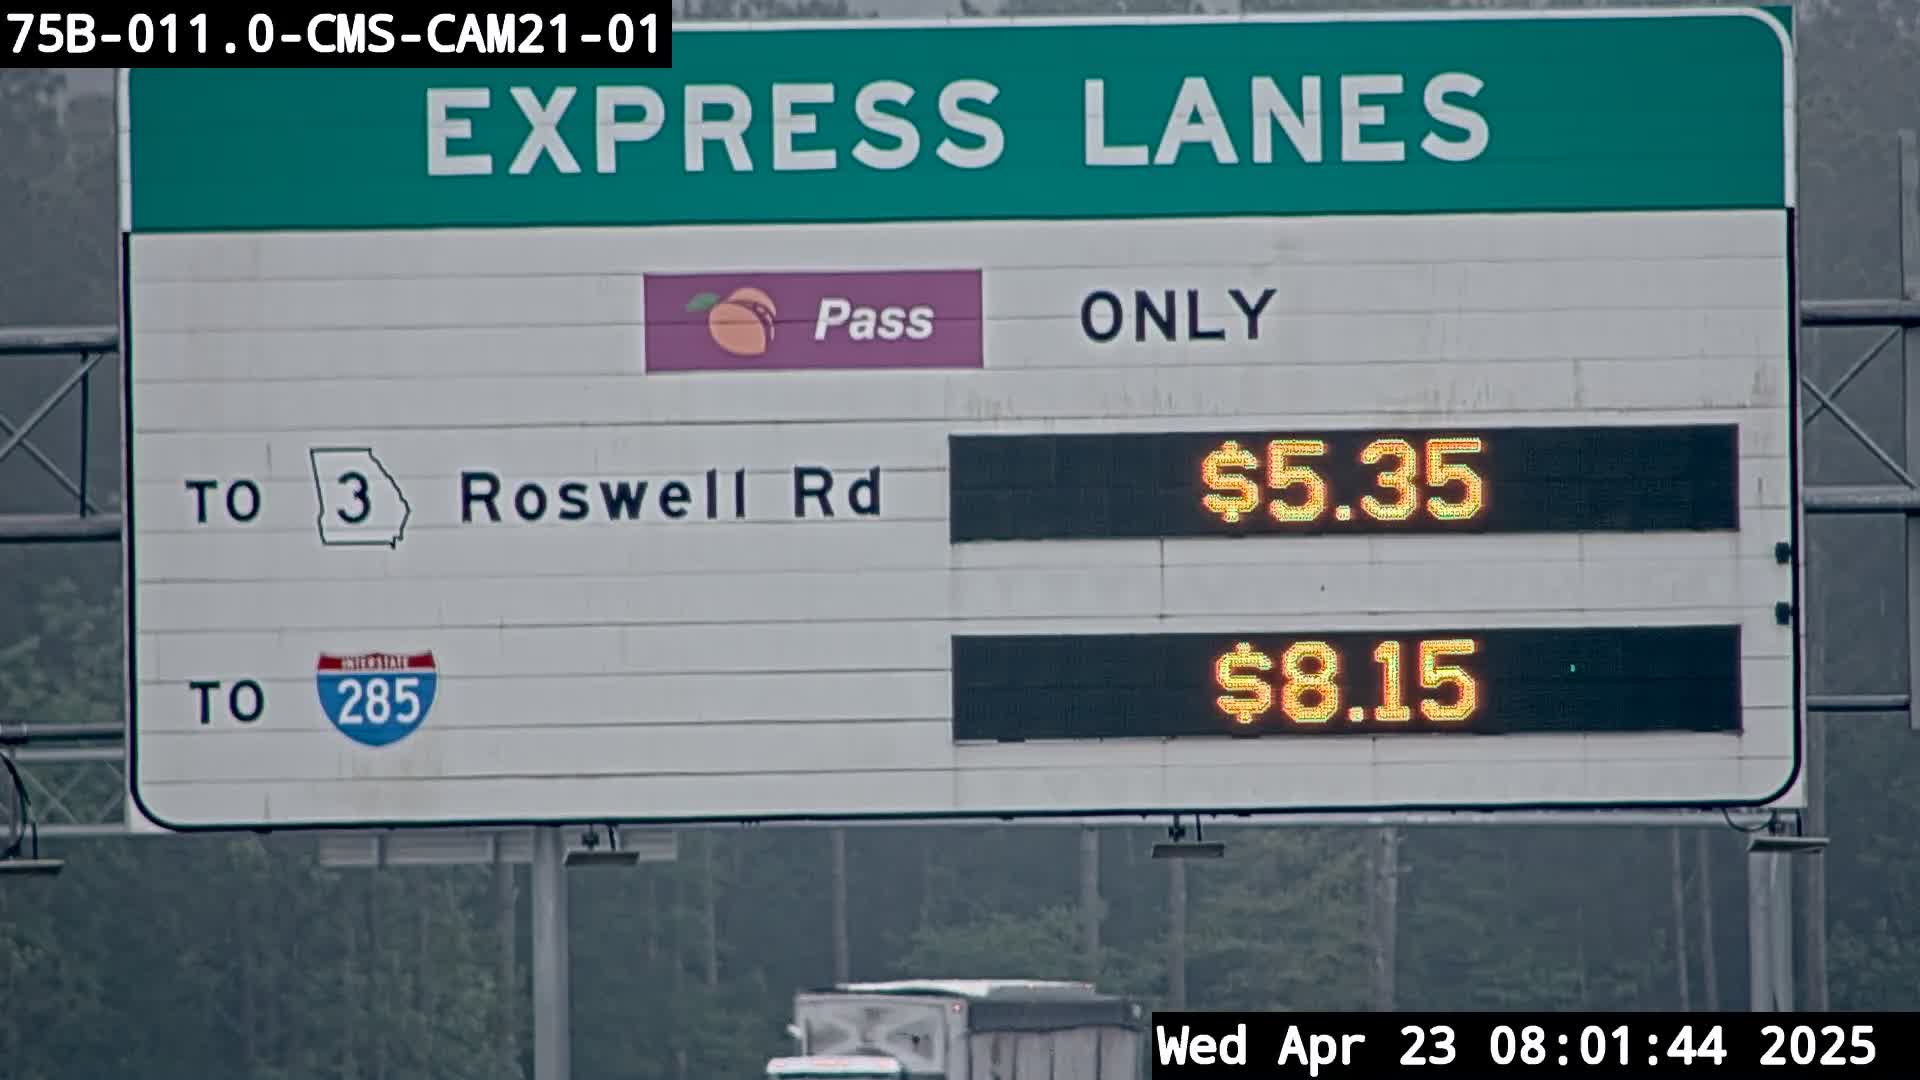 75B-011.0-CMS-CAM21-01
EXPRESS LANES
Pass ONLY
TO 3 Roswell Rd $5.35
TO INTERSTATE 285 $8.15
Wed Apr 23 08:01:44 2025